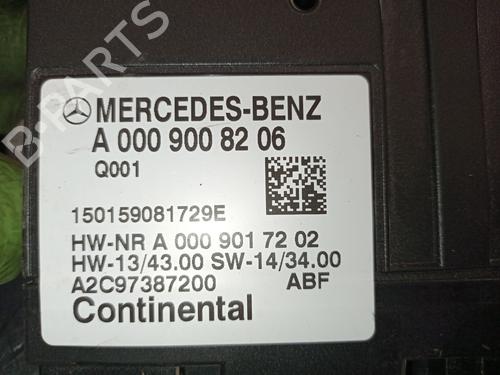 MERCEDES-BENZ
A 000 900 82 06
Q001
150159081729E
HW-NR A 000 901 72 02
HW-13/43.00 SW-14/34.00
A2C97387200 ABF
Continental
B-PARTS